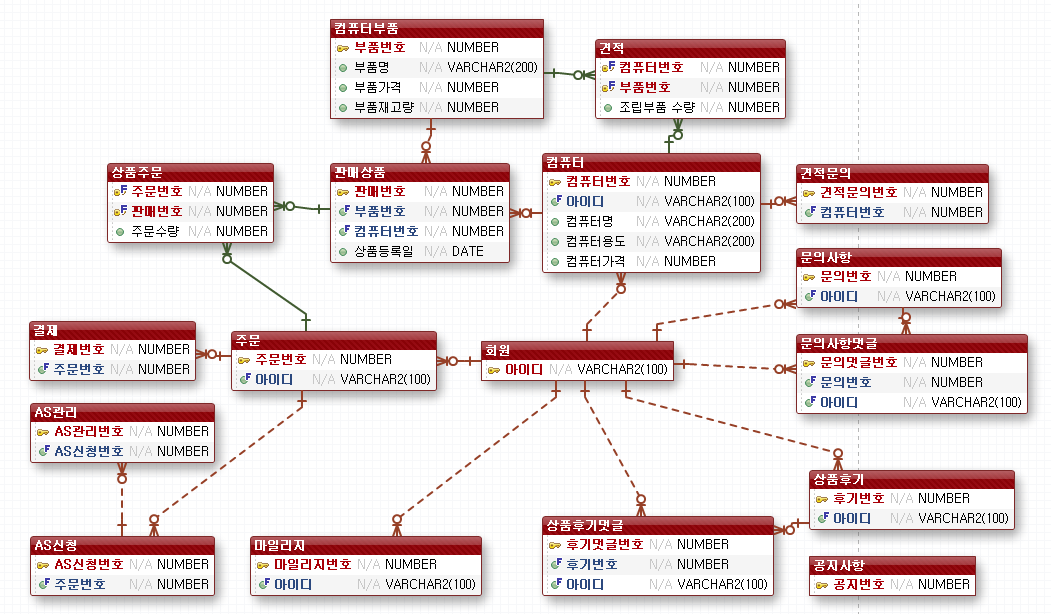 컴퓨터부품
부품번호 N/A NUMBER
부품명 N/A VARCHAR2(200)
부품가격 N/A NUMBER
부품재고량 N/A NUMBER
견적
컴퓨터번호 N/A NUMBER
부품번호 N/A NUMBER
조립부품 수량 N/A NUMBER
상품주문
주문번호 N/A NUMBER
판매번호 N/A NUMBER
주문수량 N/A NUMBER
판매상품
판매번호 N/A NUMBER
부품번호 N/A NUMBER
컴퓨터번호 N/A NUMBER
상품등록일 N/A DATE
컴퓨터
컴퓨터번호 N/A NUMBER
아이디 N/A VARCHAR2(100)
컴퓨터명 N/A VARCHAR2(200)
컴퓨터용도 N/A VARCHAR2(200)
컴퓨터가격 N/A NUMBER
견적문의
견적문의번호 N/A NUMBER
컴퓨터번호 N/A NUMBER
문의사항
문의번호 N/A NUMBER
아이디 N/A VARCHAR2(100)
결제
결제번호 N/A NUMBER
주문번호 N/A NUMBER
주문
주문번호 N/A NUMBER
아이디 N/A VARCHAR2(100)
회원
아이디 N/A VARCHAR2(100)
문의사항댓글
문의댓글번호 N/A NUMBER
문의번호 N/A NUMBER
아이디 N/A VARCHAR2(100)
AS관리
AS관리번호 N/A NUMBER
AS신청번호 N/A NUMBER
상품후기
후기번호 N/A NUMBER
아이디 N/A VARCHAR2(100)
AS신청
AS신청번호 N/A NUMBER
주문번호 N/A NUMBER
마일리지
마일리지번호 N/A NUMBER
아이디 N/A VARCHAR2(100)
상품후기댓글
후기댓글번호 N/A NUMBER
후기번호 N/A NUMBER
아이디 N/A VARCHAR2(100)
공지사항
공지번호 N/A NUMBER